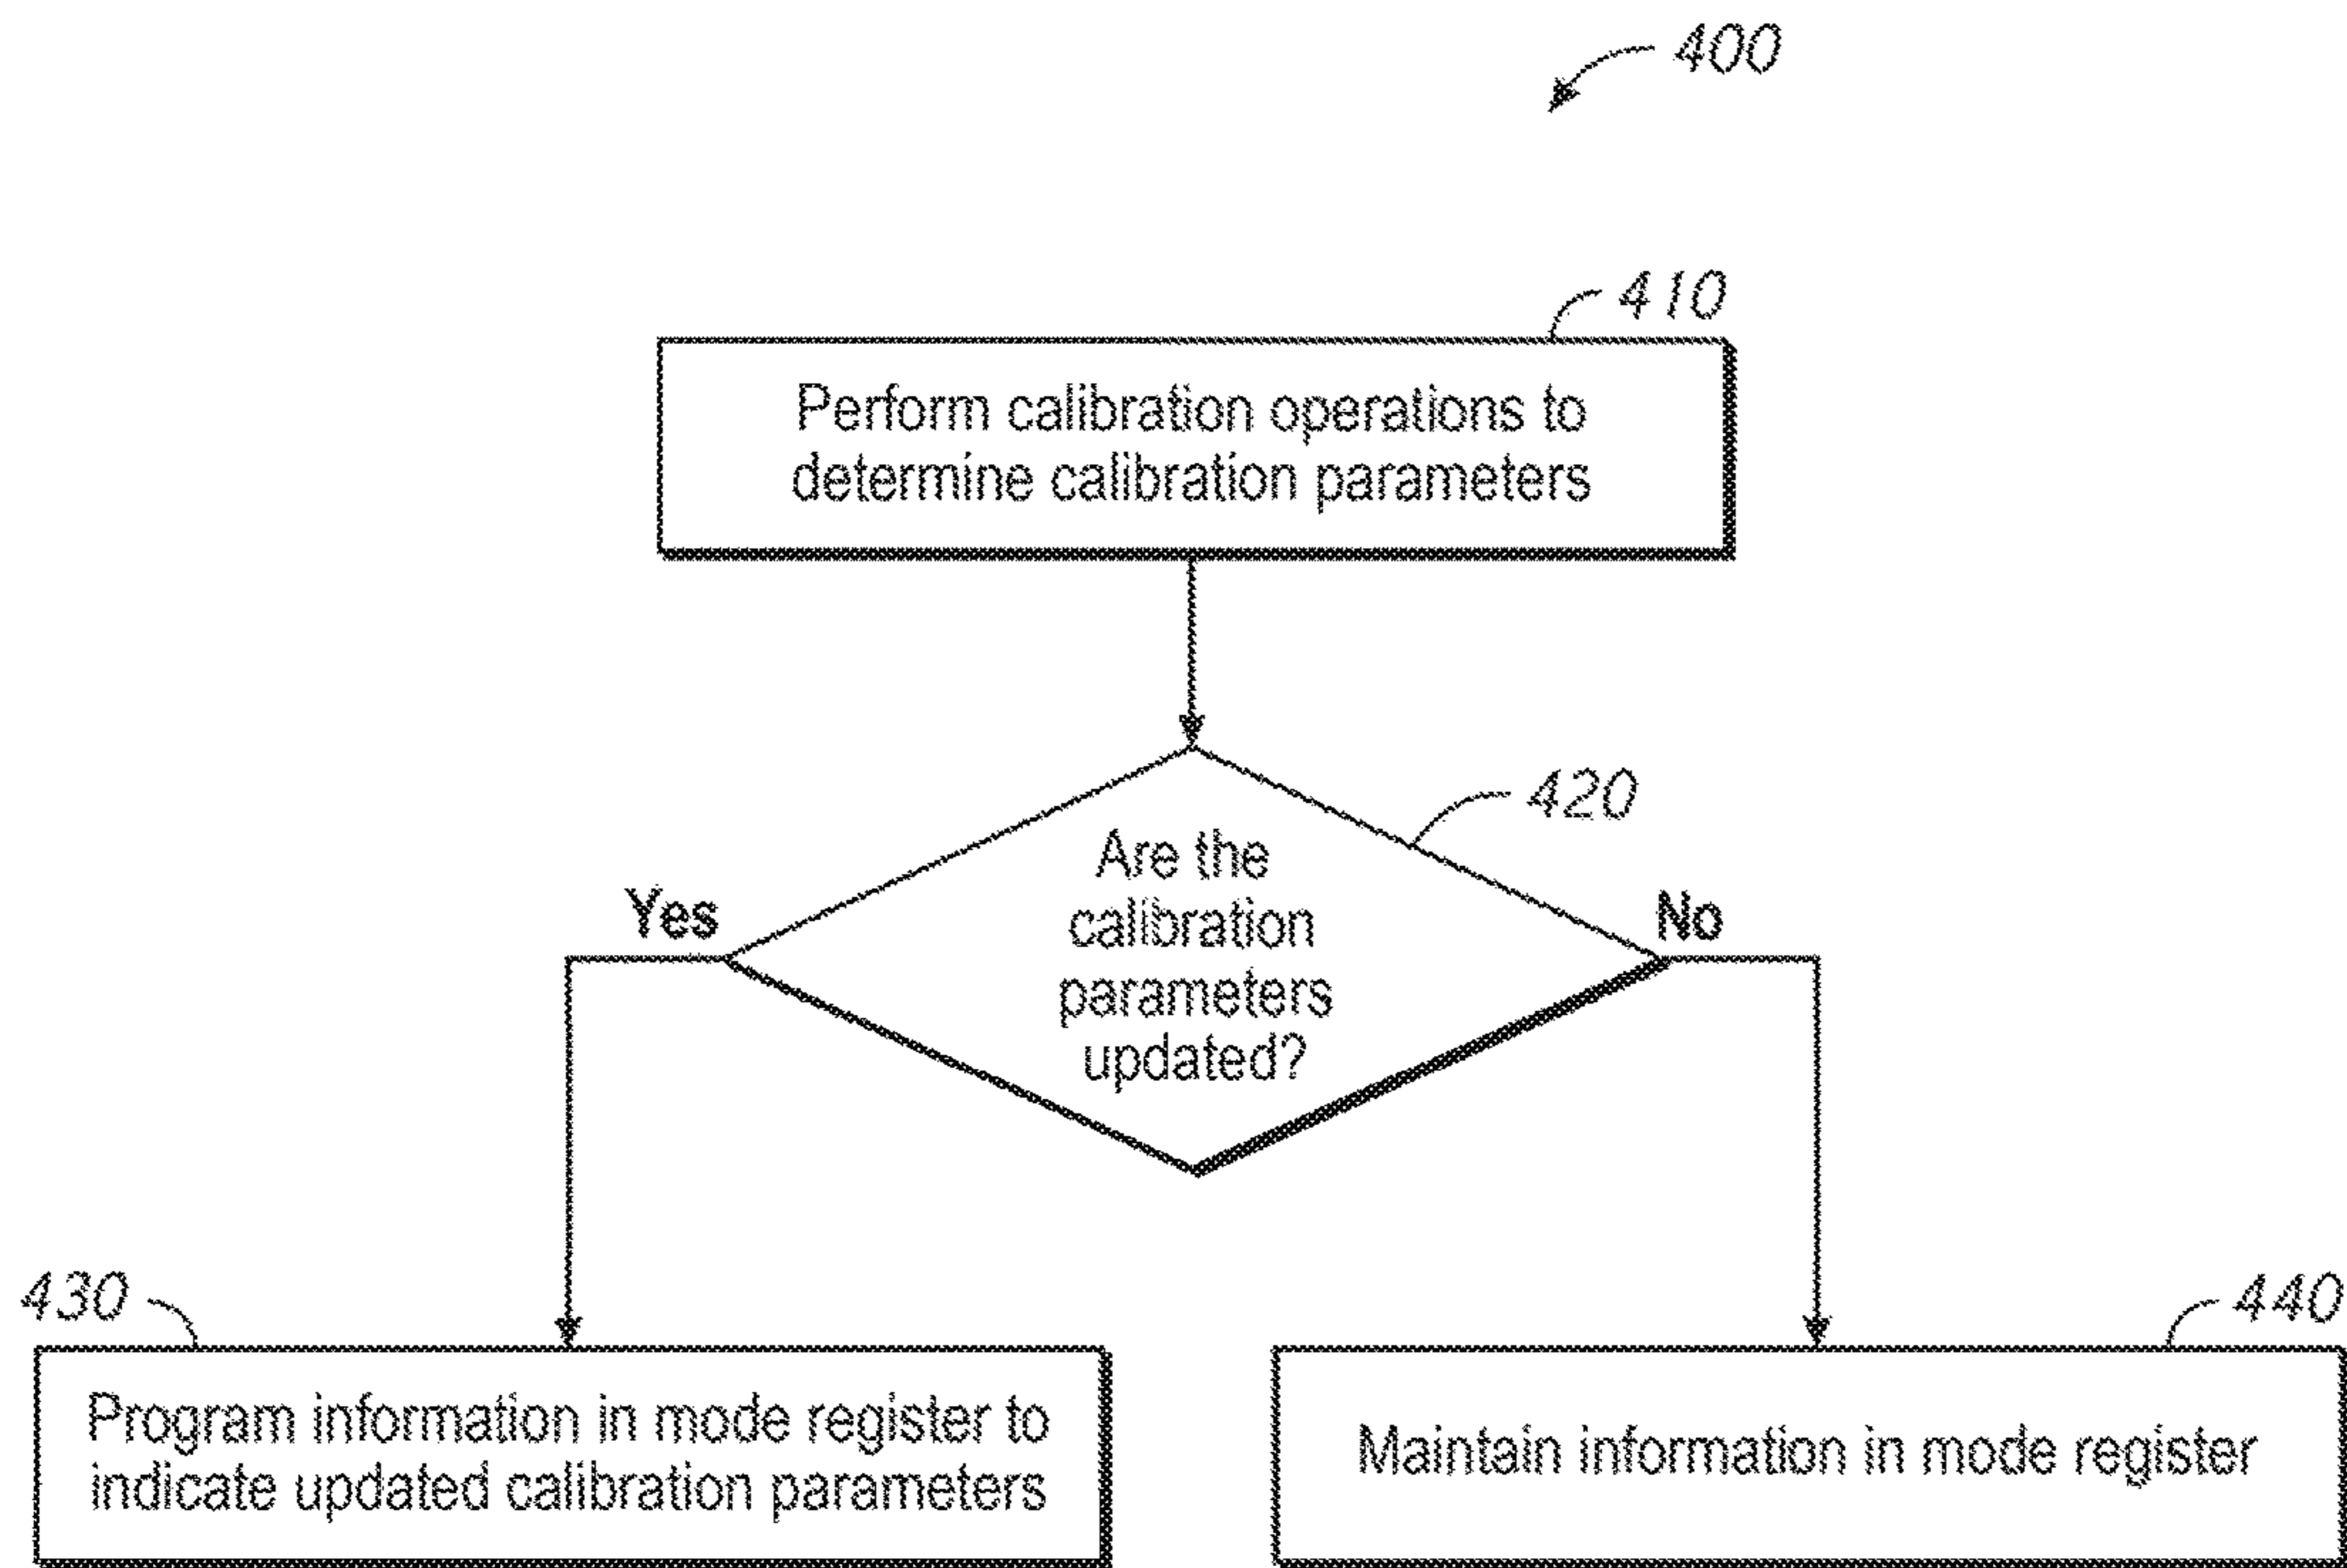 400
410
Perform calibration operations to
determine calibration parameters
420
Are the
calibration
parameters
updated?
Yes
No
430
Program information in mode register to
indicate updated calibration parameters
440
Maintain information in mode register